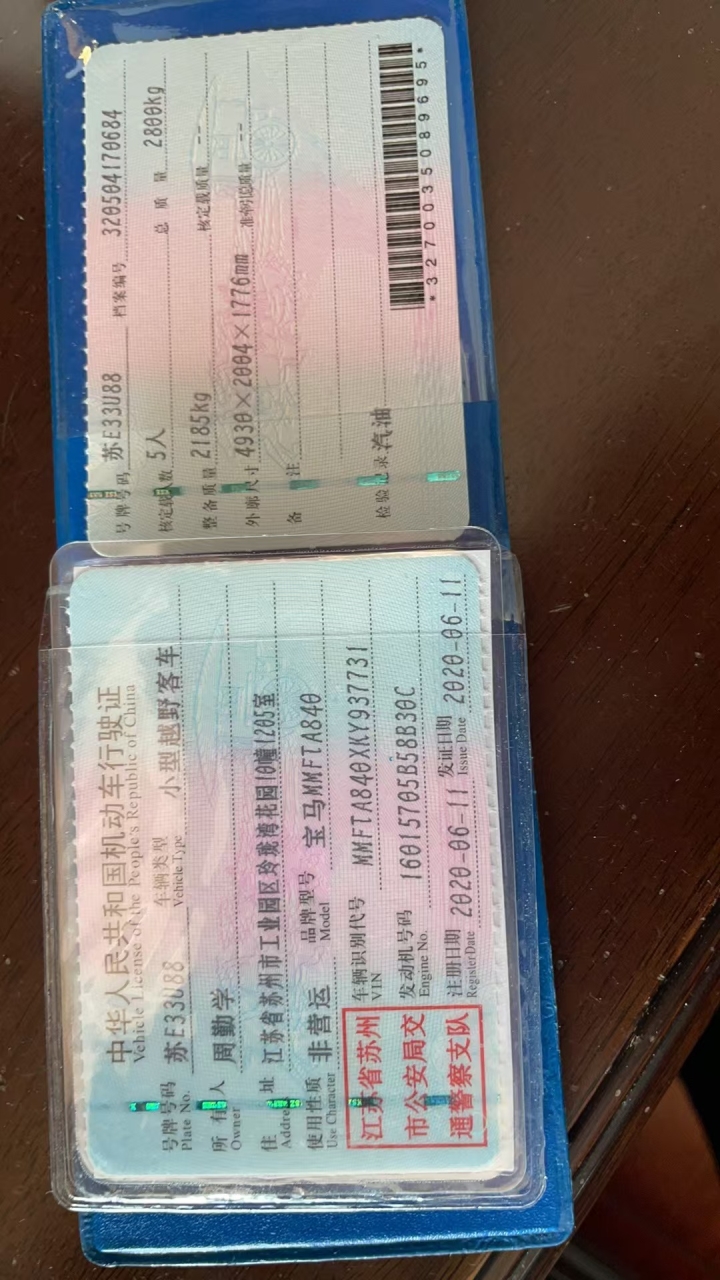 中华人民共和国机动车行驶证
Vehicle License of the People's Republic of China
号牌号码 Plate No. 苏E33U88 车辆类型 Vehicle Type 小型越野客车
所有人 Owner 周勤学
住址 Address 江苏省苏州市工业园区玲珑湾花园10幢1205室
使用性质 Use Character 非营运 品牌型号 Model 宝马MMFTA840
江苏省苏州
市公安局交
通警察支队
车辆识别代号 VIN MMFTA840XKY937731
发动机号码 Engine No. 16015705B58B30C
注册日期 Register Date 2020-06-11 发证日期 Issue Date 2020-06-11
号牌号码 苏E33U88 档案编号 320504170684
核定载人数 5人 总质量 2800kg
整备质量 2185kg 核定载质量 --
外廓尺寸 4930×2004×1776mm 准牵引总质量 --
备注
检验记录 汽油
*3270035089695*